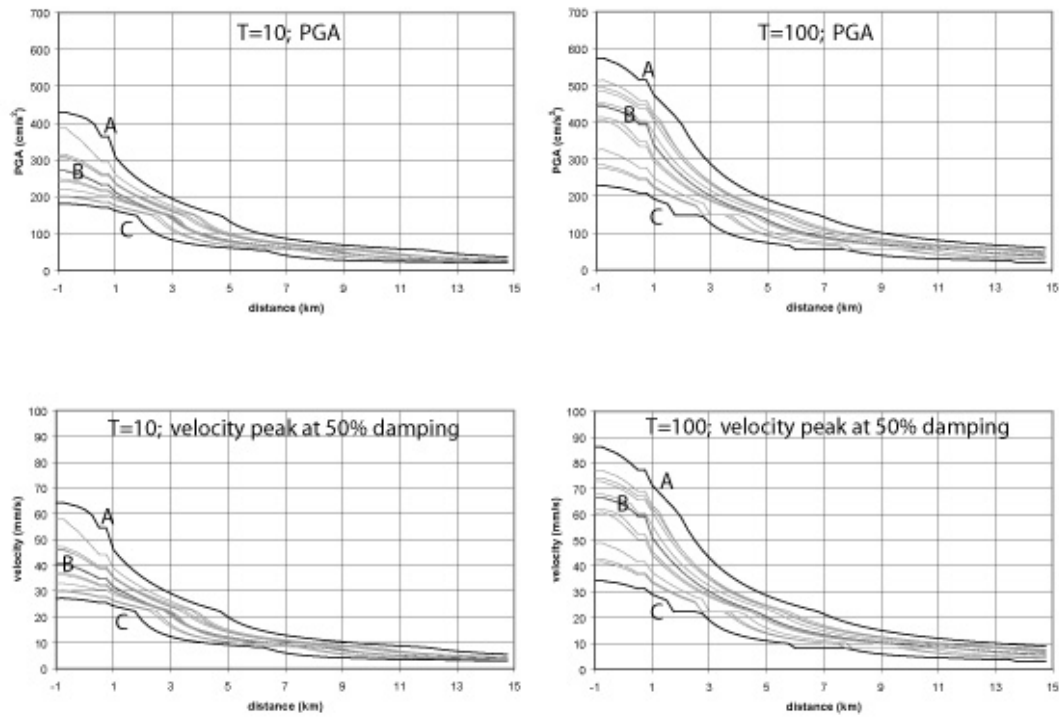 T=10; PGA
700
600
500
400
300
200
100
0
PGA (cm/s²)
A
B
C
-1 1 3 5 7 9 11 13 15
distance (km)
T=100; PGA
700
600
500
400
300
200
100
0
PGA (cm/s²)
A
B
C
-1 1 3 5 7 9 11 13 15
distance (km)
T=10; velocity peak at 50% damping
100
90
80
70
60
50
40
30
20
10
0
velocity (mm/s)
A
B
C
-1 1 3 5 7 9 11 13 15
distance (km)
T=100; velocity peak at 50% damping
100
90
80
70
60
50
40
30
20
10
0
velocity (mm/s)
A
B
C
-1 1 3 5 7 9 11 13 15
distance (km)